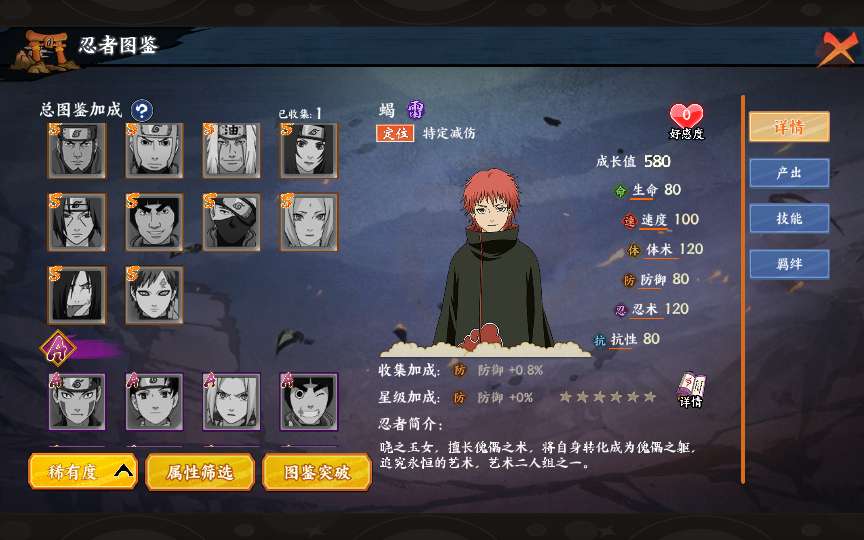 忍者图鉴
总图鉴加成 ?
已收集:1
S S S 油 S
S S S S
S S
A
A A A A
稀有度
属性筛选
图鉴突破
蝎 雷
定位 特定减伤
0
好感度
成长值 580
命 生命 80
速 速度 100
体 体术 120
防 防御 80
忍 忍术 120
抗 抗性 80
收集加成: 防 防御 +0.8%
星级加成: 防 防御 +0%
详情
忍者简介:
晓之玉女，擅长傀儡之术，将自身转化成为傀儡之躯，
追究永恒的艺术，艺术二人组之一。
详情
产出
技能
羁绊